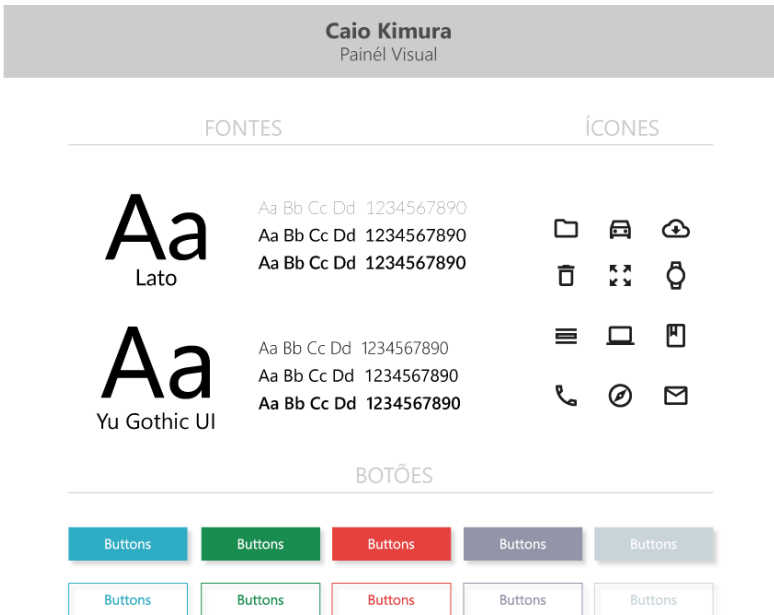 Caio Kimura
Painél Visual
FONTES
ÍCONES
Aa
Lato
Aa Bb Cc Dd 1234567890
Aa Bb Cc Dd 1234567890
Aa Bb Cc Dd 1234567890
Aa
Yu Gothic UI
Aa Bb Cc Dd 1234567890
Aa Bb Cc Dd 1234567890
Aa Bb Cc Dd 1234567890
BOTÕES
Buttons Buttons Buttons Buttons Buttons
Buttons Buttons Buttons Buttons Buttons